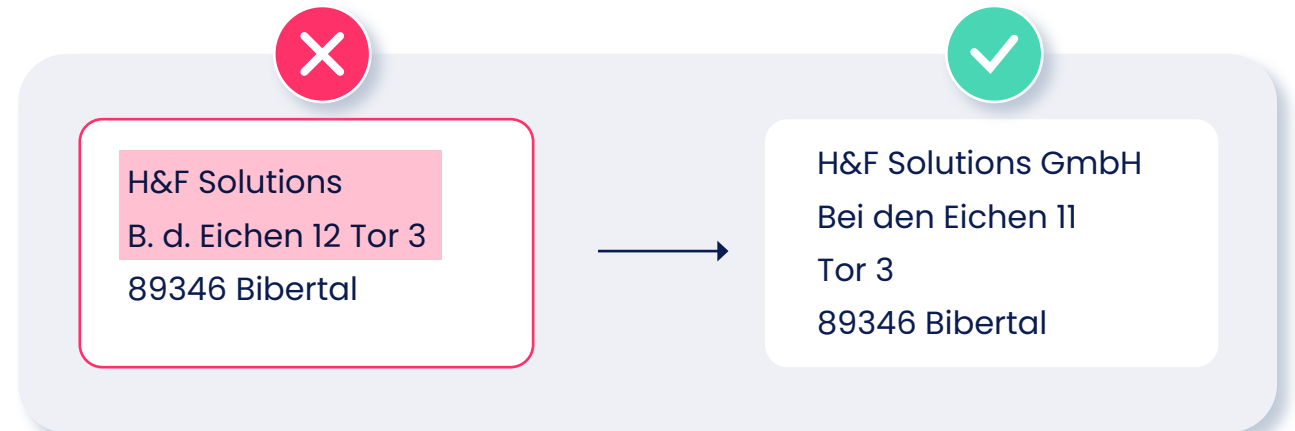 H&F Solutions
B. d. Eichen 12 Tor 3
89346 Bibertal
H&F Solutions GmbH
Bei den Eichen 11
Tor 3
89346 Bibertal